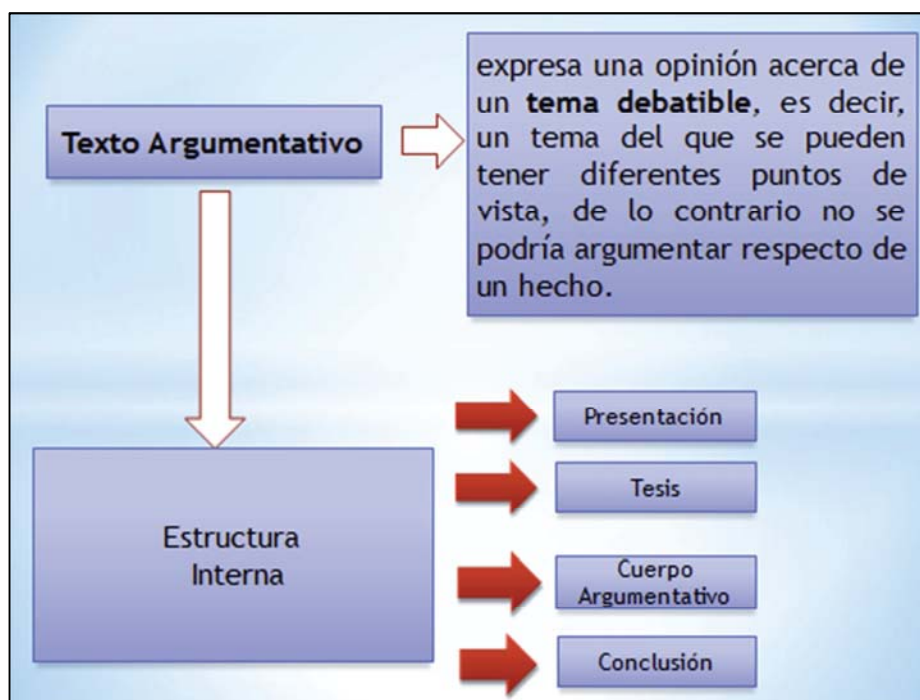 Texto Argumentativo
expresa una opinión acerca de
un tema debatible, es decir,
un tema del que se pueden
tener diferentes puntos de
vista, de lo contrario no se
podría argumentar respecto de
un hecho.
Estructura
Interna
Presentación
Tesis
Cuerpo
Argumentativo
Conclusión